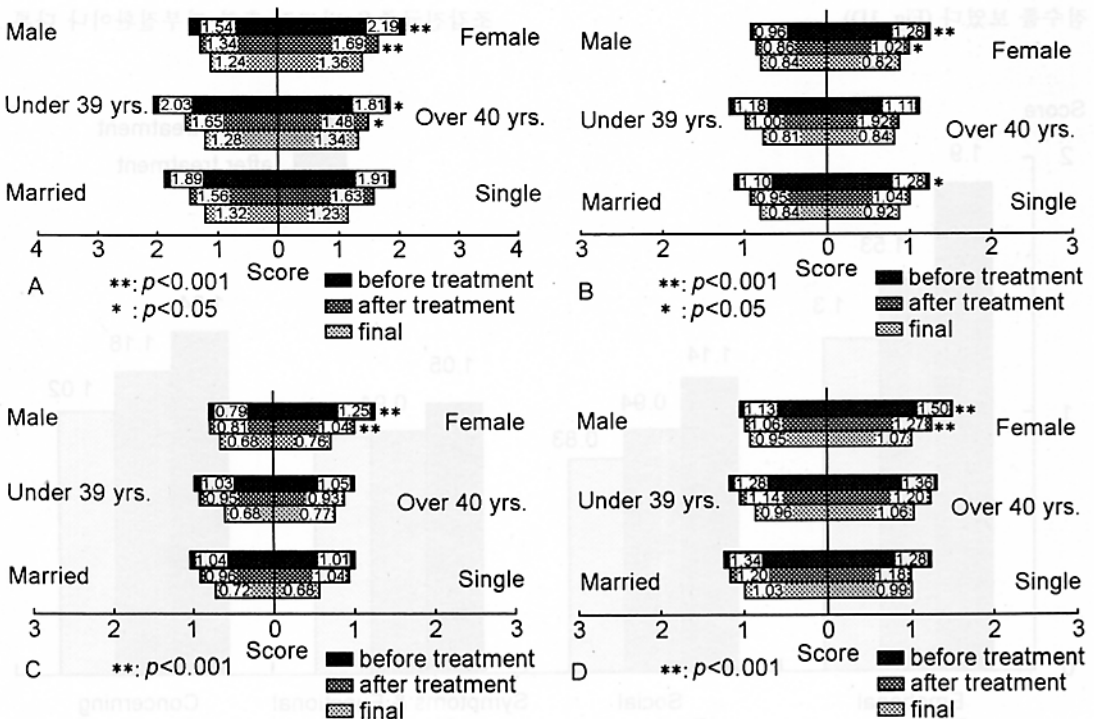 Male 1.54 2.19 ** Female
1.34 1.69 **
1.24 1.36
Under 39 yrs. 2.03 1.81 * Over 40 yrs.
1.65 1.48 *
1.28 1.34
Married 1.89 1.91 Single
1.56 1.63
1.32 1.23
4 3 2 1 0 1 2 3 4
Score
A
**: p<0.001
* : p<0.05
before treatment
after treatment
final
Male 0.96 1.28 ** Female
0.86 1.02 *
0.84 0.82
Under 39 yrs. 1.18 1.11 Over 40 yrs.
1.00 1.928
0.81 0.84
Married 1.10 1.28 * Single
0.95 1.04
0.84 0.92
3 2 1 0 1 2 3
Score
B
**: p<0.001
* : p<0.05
before treatment
after treatment
final
Male 0.79 1.25 ** Female
0.81 1.04 **
0.68 0.76
Under 39 yrs. 1.03 1.05 Over 40 yrs.
0.95 0.93
0.68 0.77
Married 1.04 1.01 Single
0.96 1.04
0.72 0.68
3 2 1 0 1 2 3
Score
C
**: p<0.001
before treatment
after treatment
final
Male 1.13 1.50 ** Female
1.06 1.27 **
0.95 1.07
Under 39 yrs. 1.28 1.36 Over 40 yrs.
1.14 1.20
0.96 1.06
Married 1.34 1.28 Single
1.20 1.18
1.03 0.99
3 2 1 0 1 2 3
Score
D
**: p<0.001
before treatment
after treatment
final